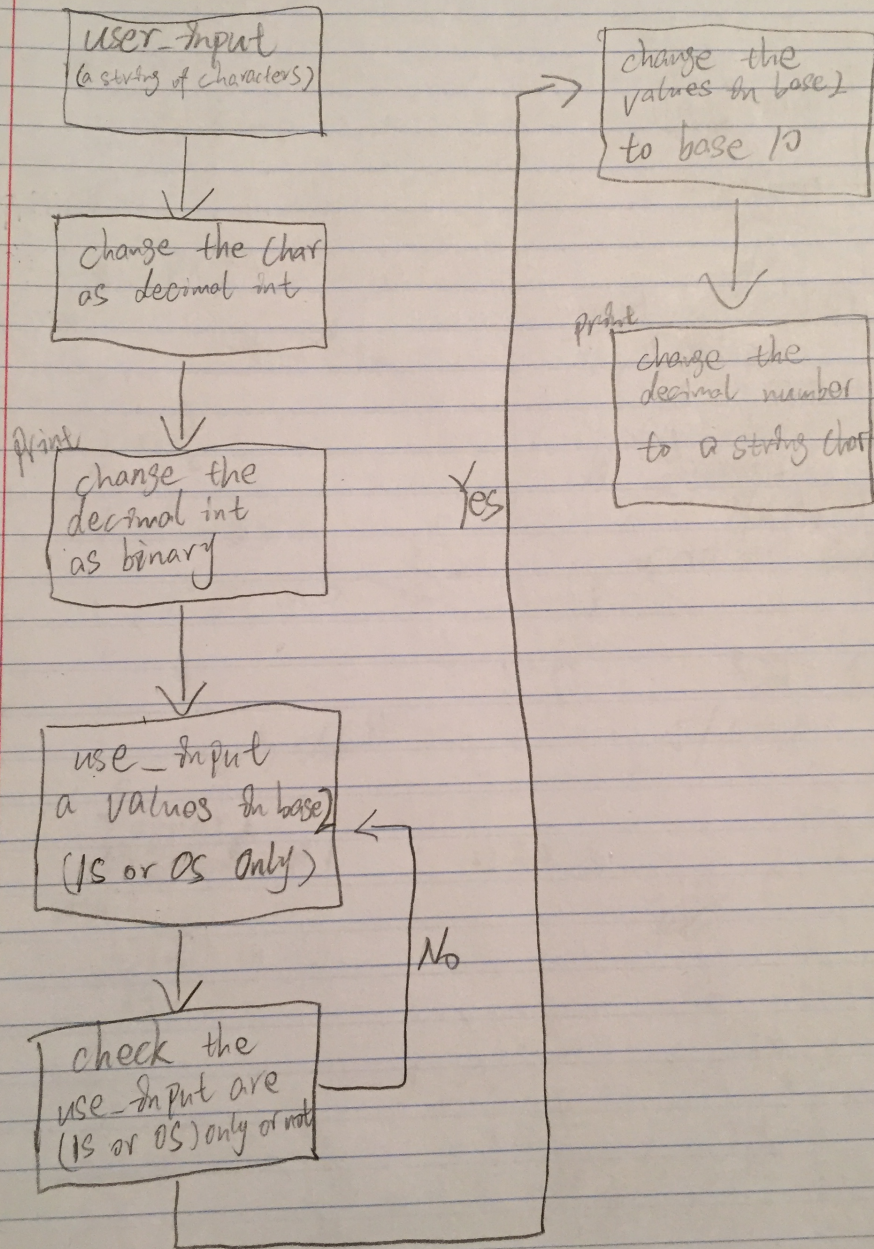 user_input
(a string of characters)
change the Char
as decimal int
print
change the
decimal int
as binary
use_input
a values in base2
(1S or 0S Only)
No
check the
use_input are
(1S or 0S) only or not
Yes
change the
values in base2
to base 10
print
change the
decimal number
to a string Char